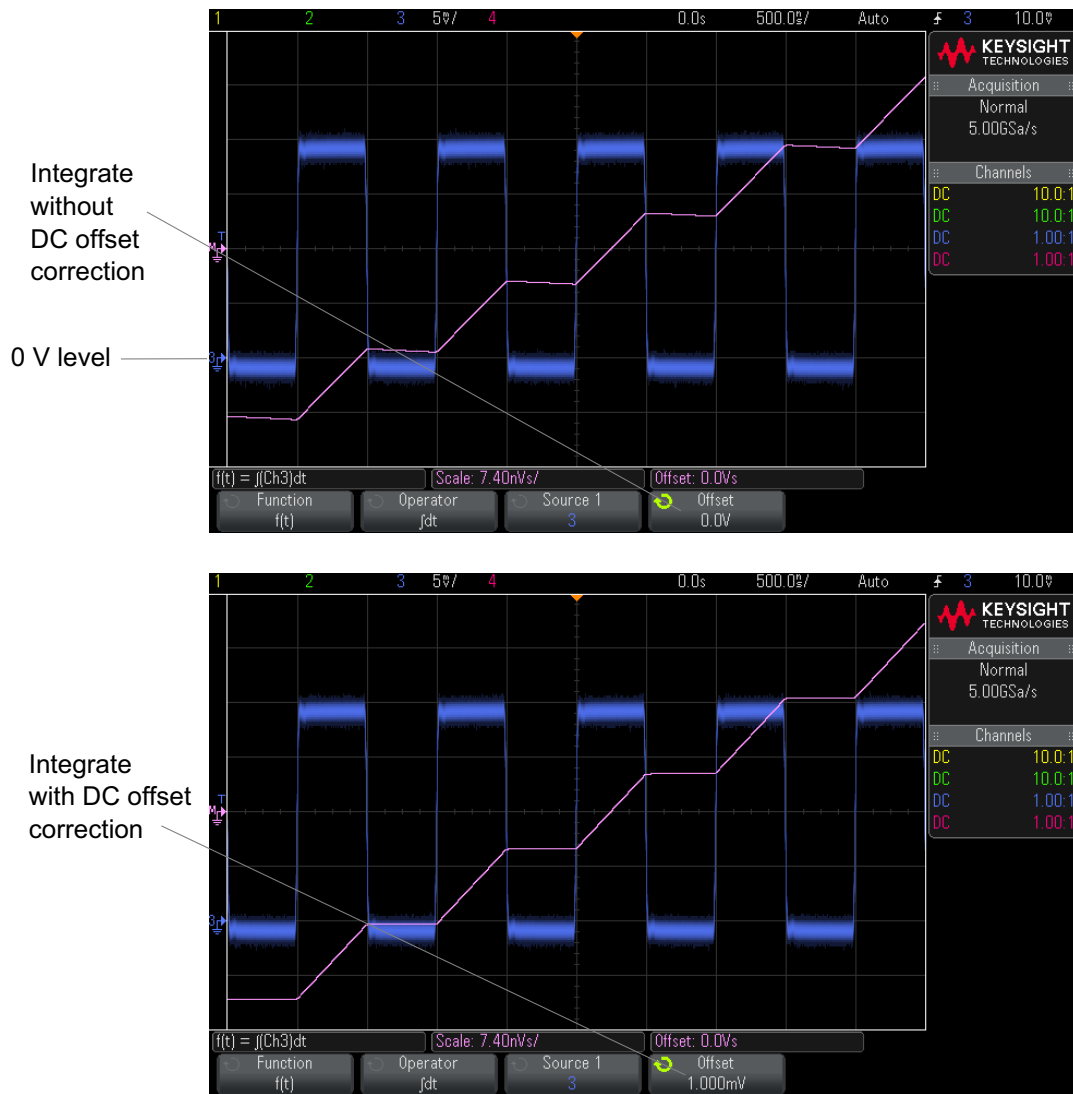 1 2 3 5V/ 4 0.0s 500.0ns/ Auto 3 10.0V
KEYSIGHT
TECHNOLOGIES
Acquisition
Normal
5.00GSa/s
Channels
DC 10.0:1
DC 10.0:1
DC 1.00:1
DC 1.00:1
Integrate
without
DC offset
correction
T
M
0 V level
3
f(t) = ∫(Ch3)dt Scale: 7.40nVs/ Offset: 0.0Vs
Function Operator Source 1 Offset
f(t) ∫dt 3 0.0V
1 2 3 5V/ 4 0.0s 500.0ns/ Auto 3 10.0V
KEYSIGHT
TECHNOLOGIES
Acquisition
Normal
5.00GSa/s
Channels
DC 10.0:1
DC 10.0:1
DC 1.00:1
DC 1.00:1
Integrate
with DC offset
correction
T
M
3
f(t) = ∫(Ch3)dt Scale: 7.40nVs/ Offset: 0.0Vs
Function Operator Source 1 Offset
f(t) ∫dt 3 1.000mV